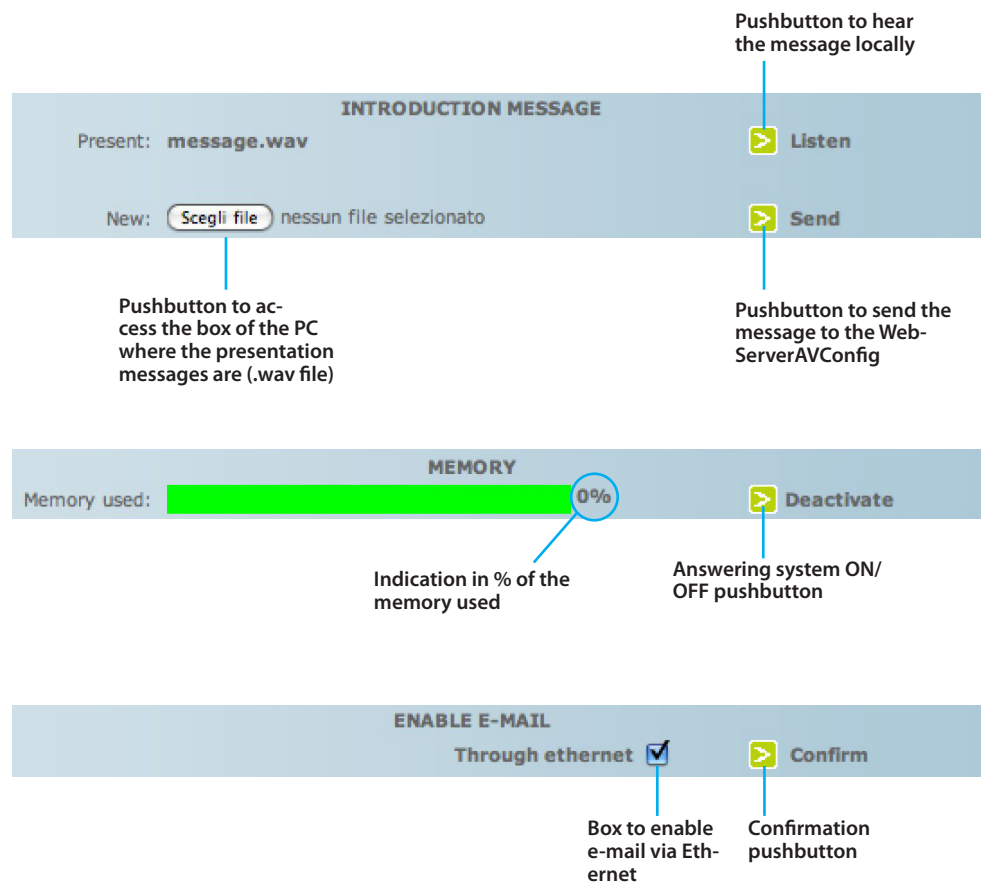 Pushbutton to hear
the message locally
INTRODUCTION MESSAGE
Present: message.wav
Listen
New: Scegli file nessun file selezionato
Send
Pushbutton to ac-
cess the box of the PC
where the presentation
messages are (.wav file)
Pushbutton to send the
message to the Web-
ServerAVConfig
MEMORY
Memory used: 0%
Deactivate
Indication in % of the
memory used
Answering system ON/
OFF pushbutton
ENABLE E-MAIL
Through ethernet
Confirm
Box to enable
e-mail via Eth-
ernet
Confirmation
pushbutton